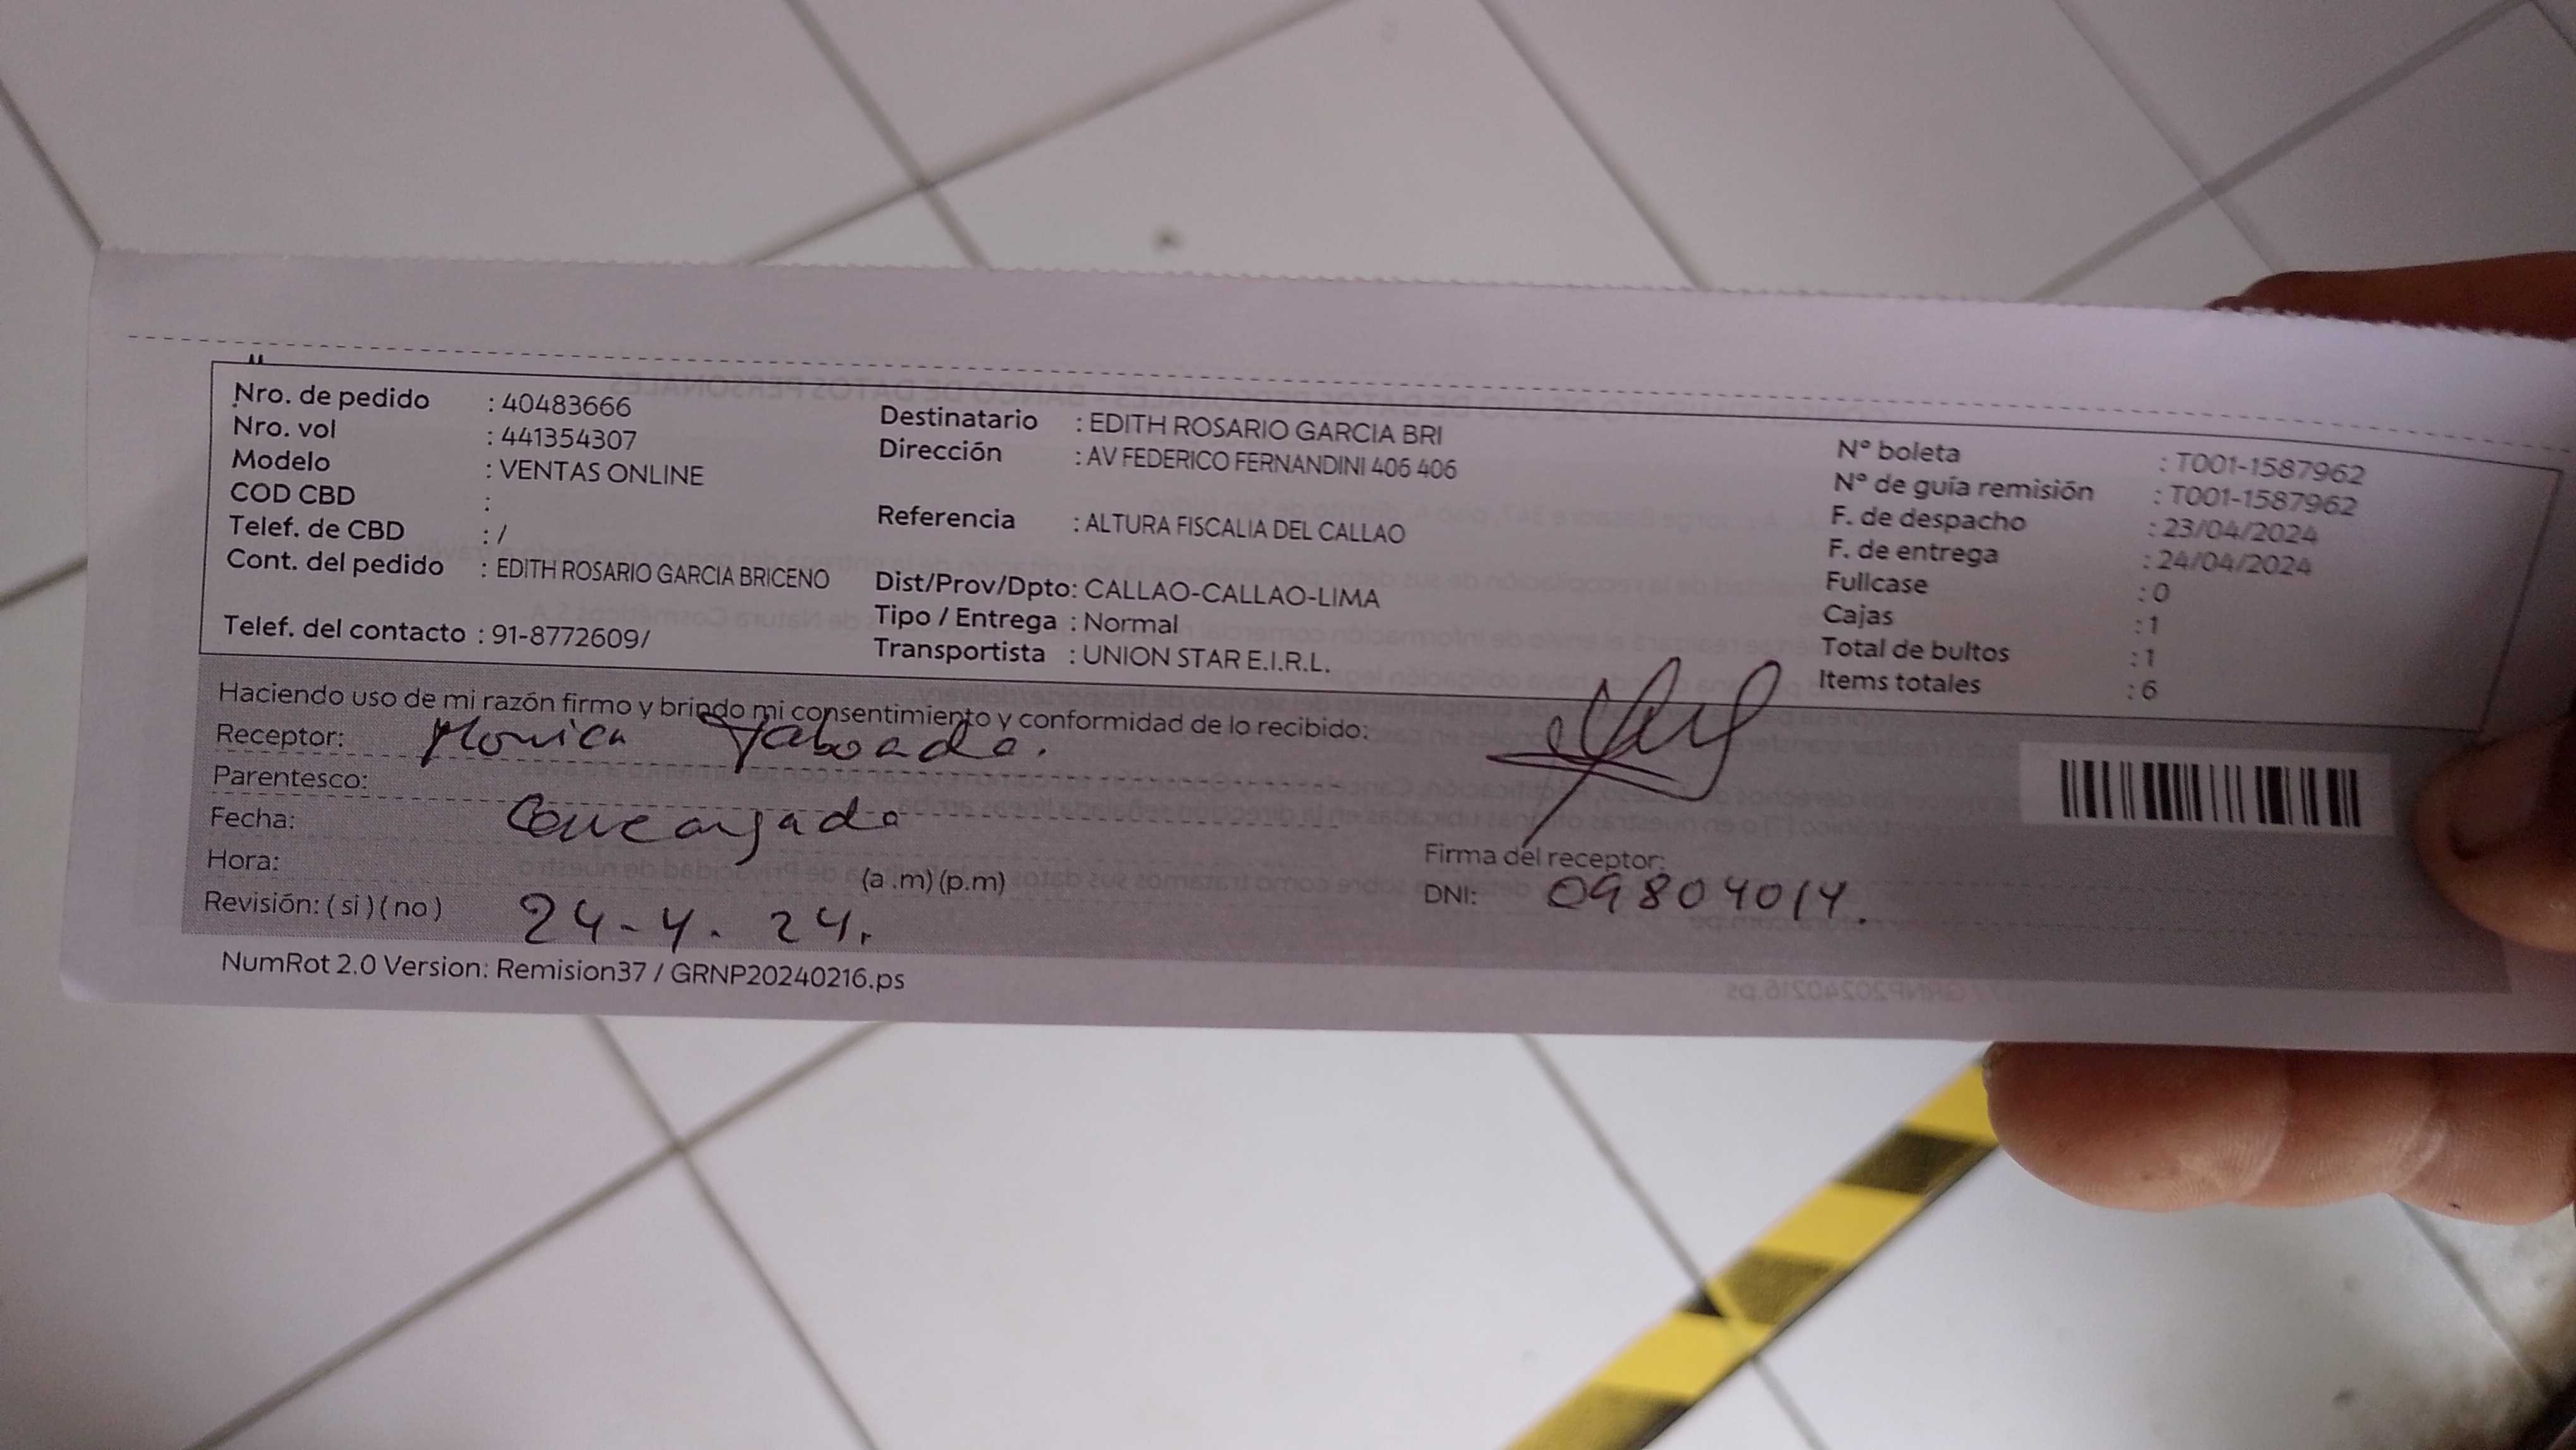 Nro. de pedido : 40483666
Nro. vol : 441354307
Modelo : VENTAS ONLINE
COD CBD :
Telef. de CBD : /
Cont. del pedido : EDITH ROSARIO GARCIA BRICENO
Telef. del contacto : 91-8772609/
Destinatario : EDITH ROSARIO GARCIA BRI
Dirección : AV FEDERICO FERNANDINI 406 406
Referencia : ALTURA FISCALIA DEL CALLAO
Dist/Prov/Dpto: CALLAO-CALLAO-LIMA
Tipo / Entrega : Normal
Transportista : UNION STAR E.I.R.L.
N° boleta : T001-1587962
N° de guía remisión : T001-1587962
F. de despacho : 23/04/2024
F. de entrega : 24/04/2024
Fullcase : 0
Cajas : 1
Total de bultos : 1
Items totales : 6
Haciendo uso de mi razón firmo y brindo mi consentimiento y conformidad de lo recibido:
Receptor: Monica Taboada.
Parentesco:
Fecha:
Hora: (a .m) (p.m)
Revisión: ( si ) ( no ) 24-4. 24.
Firma del receptor:
DNI: 09804014.
NumRot 2.0 Version: Remision37 / GRNP20240216.ps